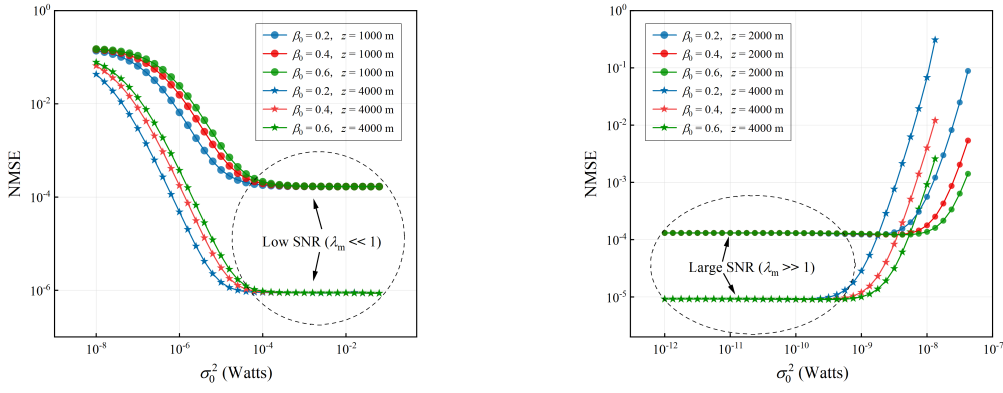 10^0
10^-2
10^-4
10^-6
NMSE
β_0 = 0.2, z = 1000 m
β_0 = 0.4, z = 1000 m
β_0 = 0.6, z = 1000 m
β_0 = 0.2, z = 4000 m
β_0 = 0.4, z = 4000 m
β_0 = 0.6, z = 4000 m
Low SNR (λ_m << 1)
10^-8
10^-6
10^-4
10^-2
σ_0^2 (Watts)
10^0
10^-1
10^-2
10^-3
10^-4
10^-5
NMSE
β_0 = 0.2, z = 2000 m
β_0 = 0.4, z = 2000 m
β_0 = 0.6, z = 2000 m
β_0 = 0.2, z = 4000 m
β_0 = 0.4, z = 4000 m
β_0 = 0.6, z = 4000 m
Large SNR (λ_m >> 1)
10^-12
10^-11
10^-10
10^-9
10^-8
10^-7
σ_0^2 (Watts)